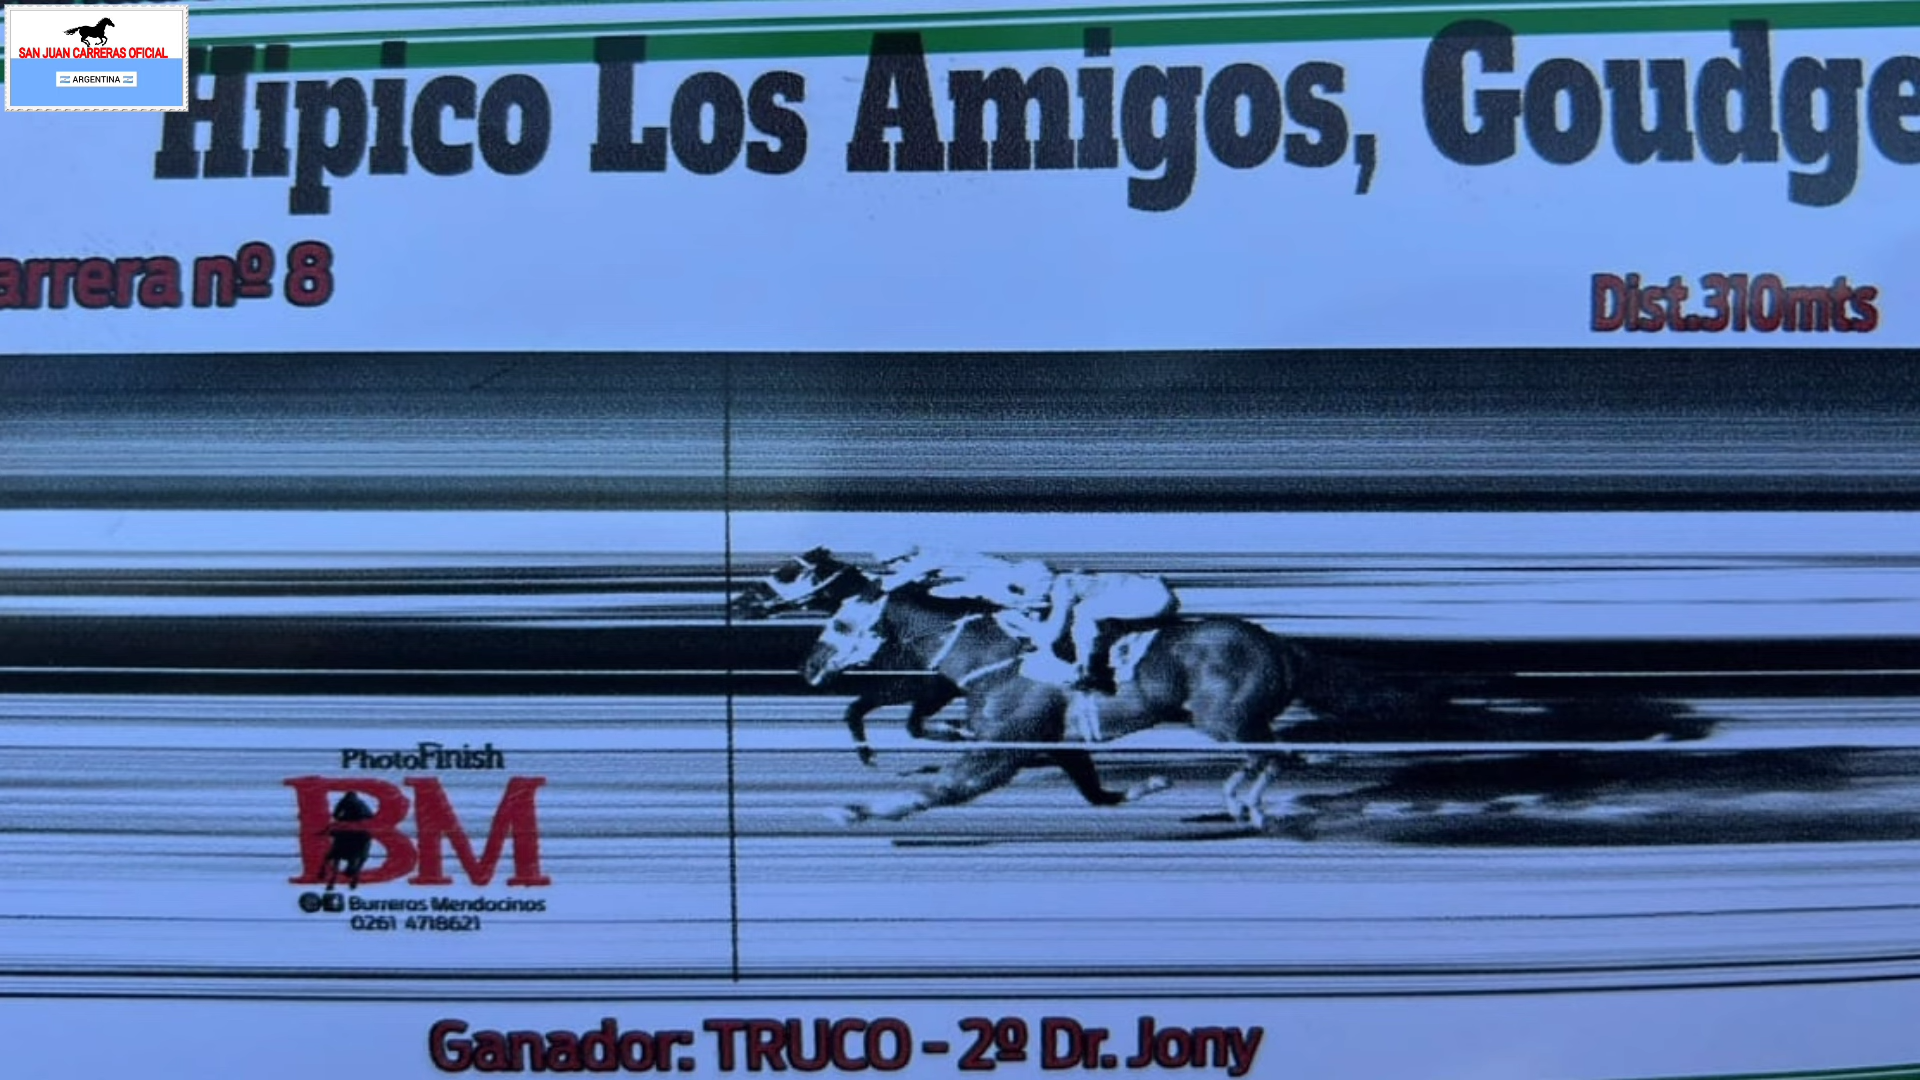 SAN JUAN CARRERAS OFICIAL
ARGENTINA
Hipico Los Amigos, Goudge
arrera nº 8
Dist.310mts
PhotoFinish
BM
Burreros Mendocinos
0261 4718621
Ganador: TRUCO - 2º Dr. Jony